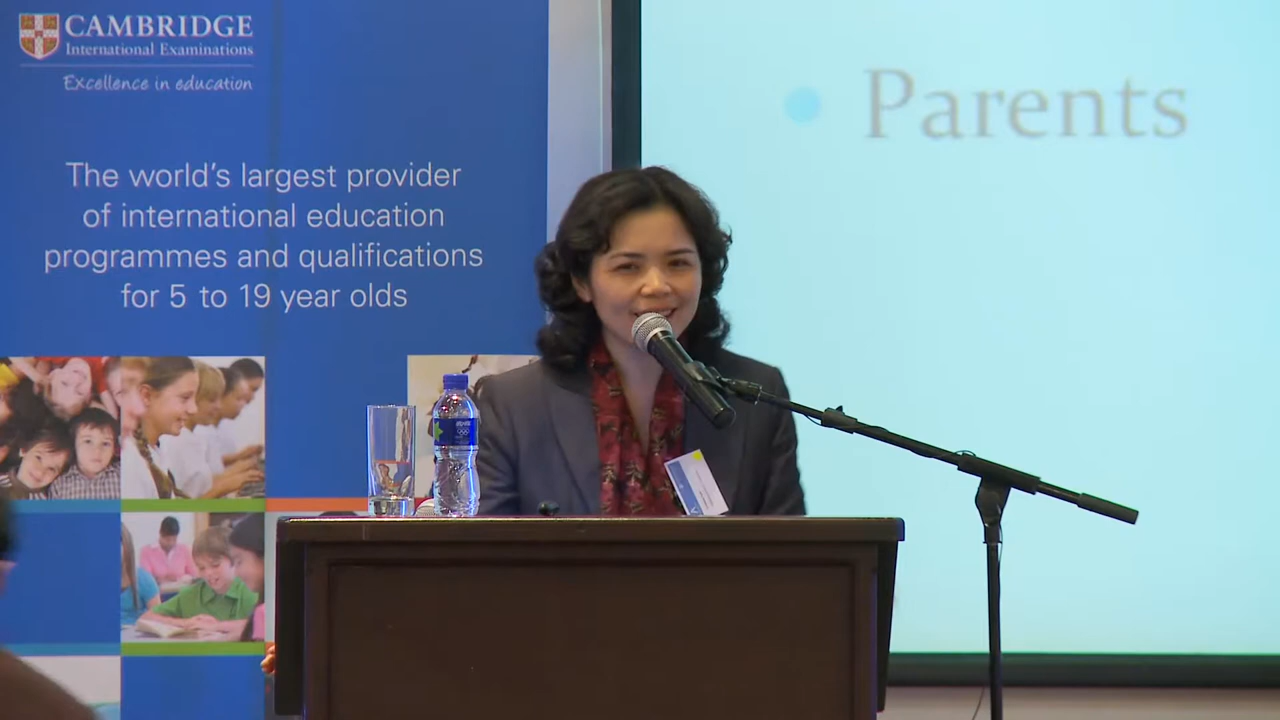 CAMBRIDGE
International Examinations
Excellence in education
The world's largest provider
of international education
programmes and qualifications
for 5 to 19 year olds
Parents